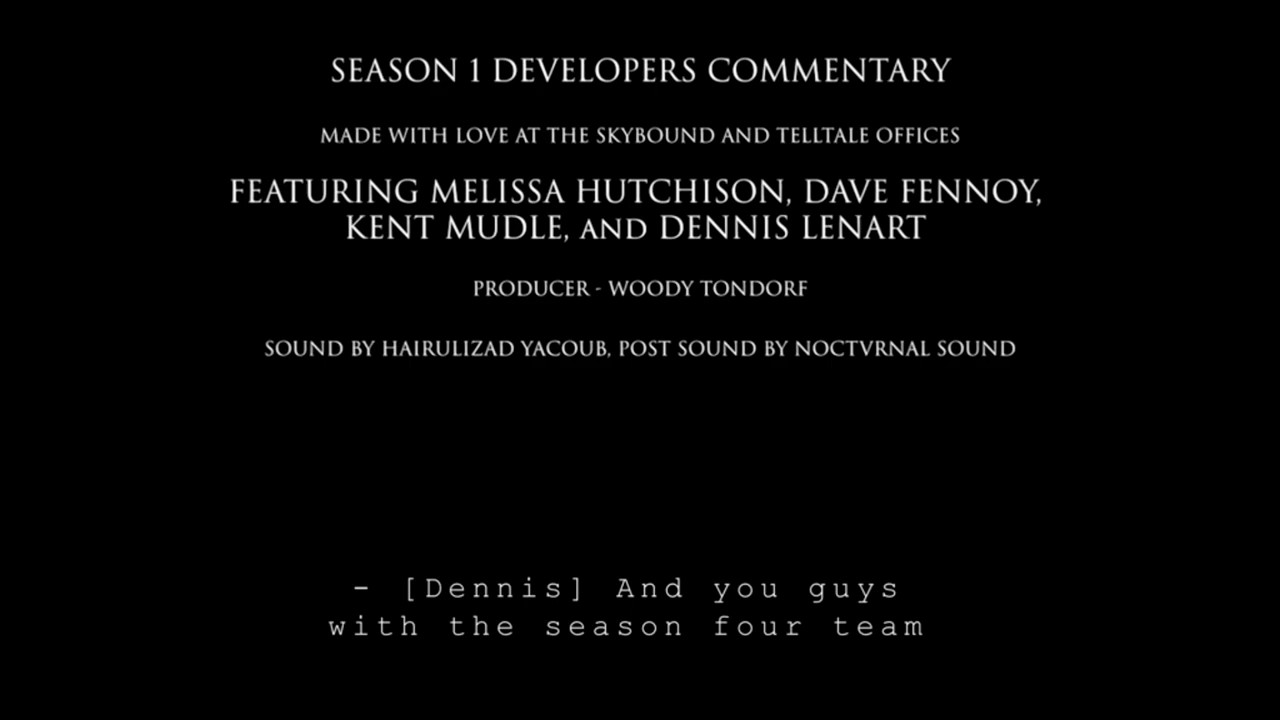 SEASON 1 DEVELOPERS COMMENTARY
MADE WITH LOVE AT THE SKYBOUND AND TELLTALE OFFICES
FEATURING MELISSA HUTCHISON, DAVE FENNOY,
KENT MUDLE, AND DENNIS LENART
PRODUCER - WOODY TONDORF
SOUND BY HAIRULIZAD YACOUB, POST SOUND BY NOCTVRNAL SOUND
- [Dennis] And you guys
with the season four team